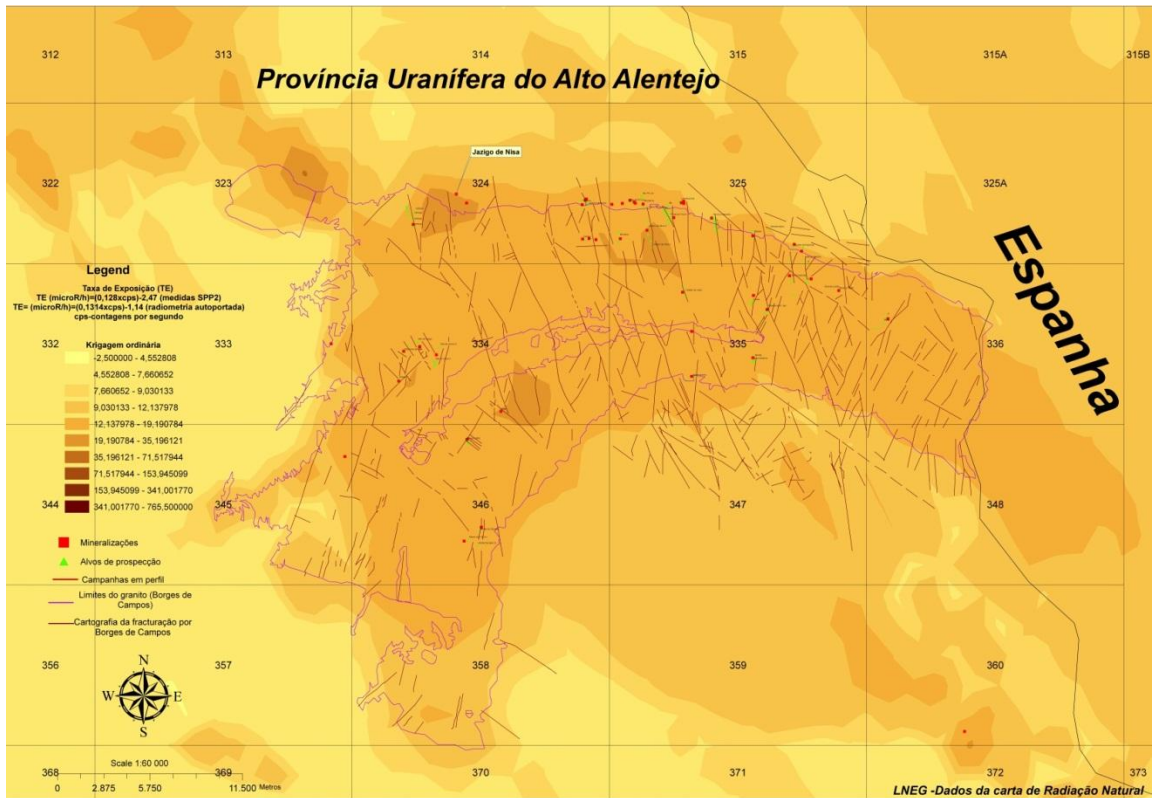 312
313
314
315
315A
315B
Província Uranífera do Alto Alentejo
Jazigo de Nisa
322
323
324
325
325A
Espanha
Legend
Taxa de Exposição (TE)
TE (microR/h)=(0,128xcps)-2,47 (medidas SPP2)
TE= (microR/h)=(0,1314xcps)-1,14 (radiometria autoportada)
cps-contagens por segundo
332
333
334
335
336
Krigagem ordinária
-2,500000 - 4,552808
4,552808 - 7,660652
7,660652 - 9,030133
9,030133 - 12,137978
12,137978 - 19,190784
19,190784 - 35,196121
35,196121 - 71,517944
71,517944 - 153,945099
153,945099 - 341,001770
341,001770 - 765,500000
344
345
346
347
348
Mineralizações
Alvos de prospecção
Campanhas em perfil
Limites do granito (Borges de
Campos)
Cartografia da fracturação por
Borges de Campos
356
357
358
359
360
N
W
E
S
Scale 1:60 000
368
369
370
371
372
373
0 2.875 5.750 11.500 Metros
LNEG -Dados da carta de Radiação Natural